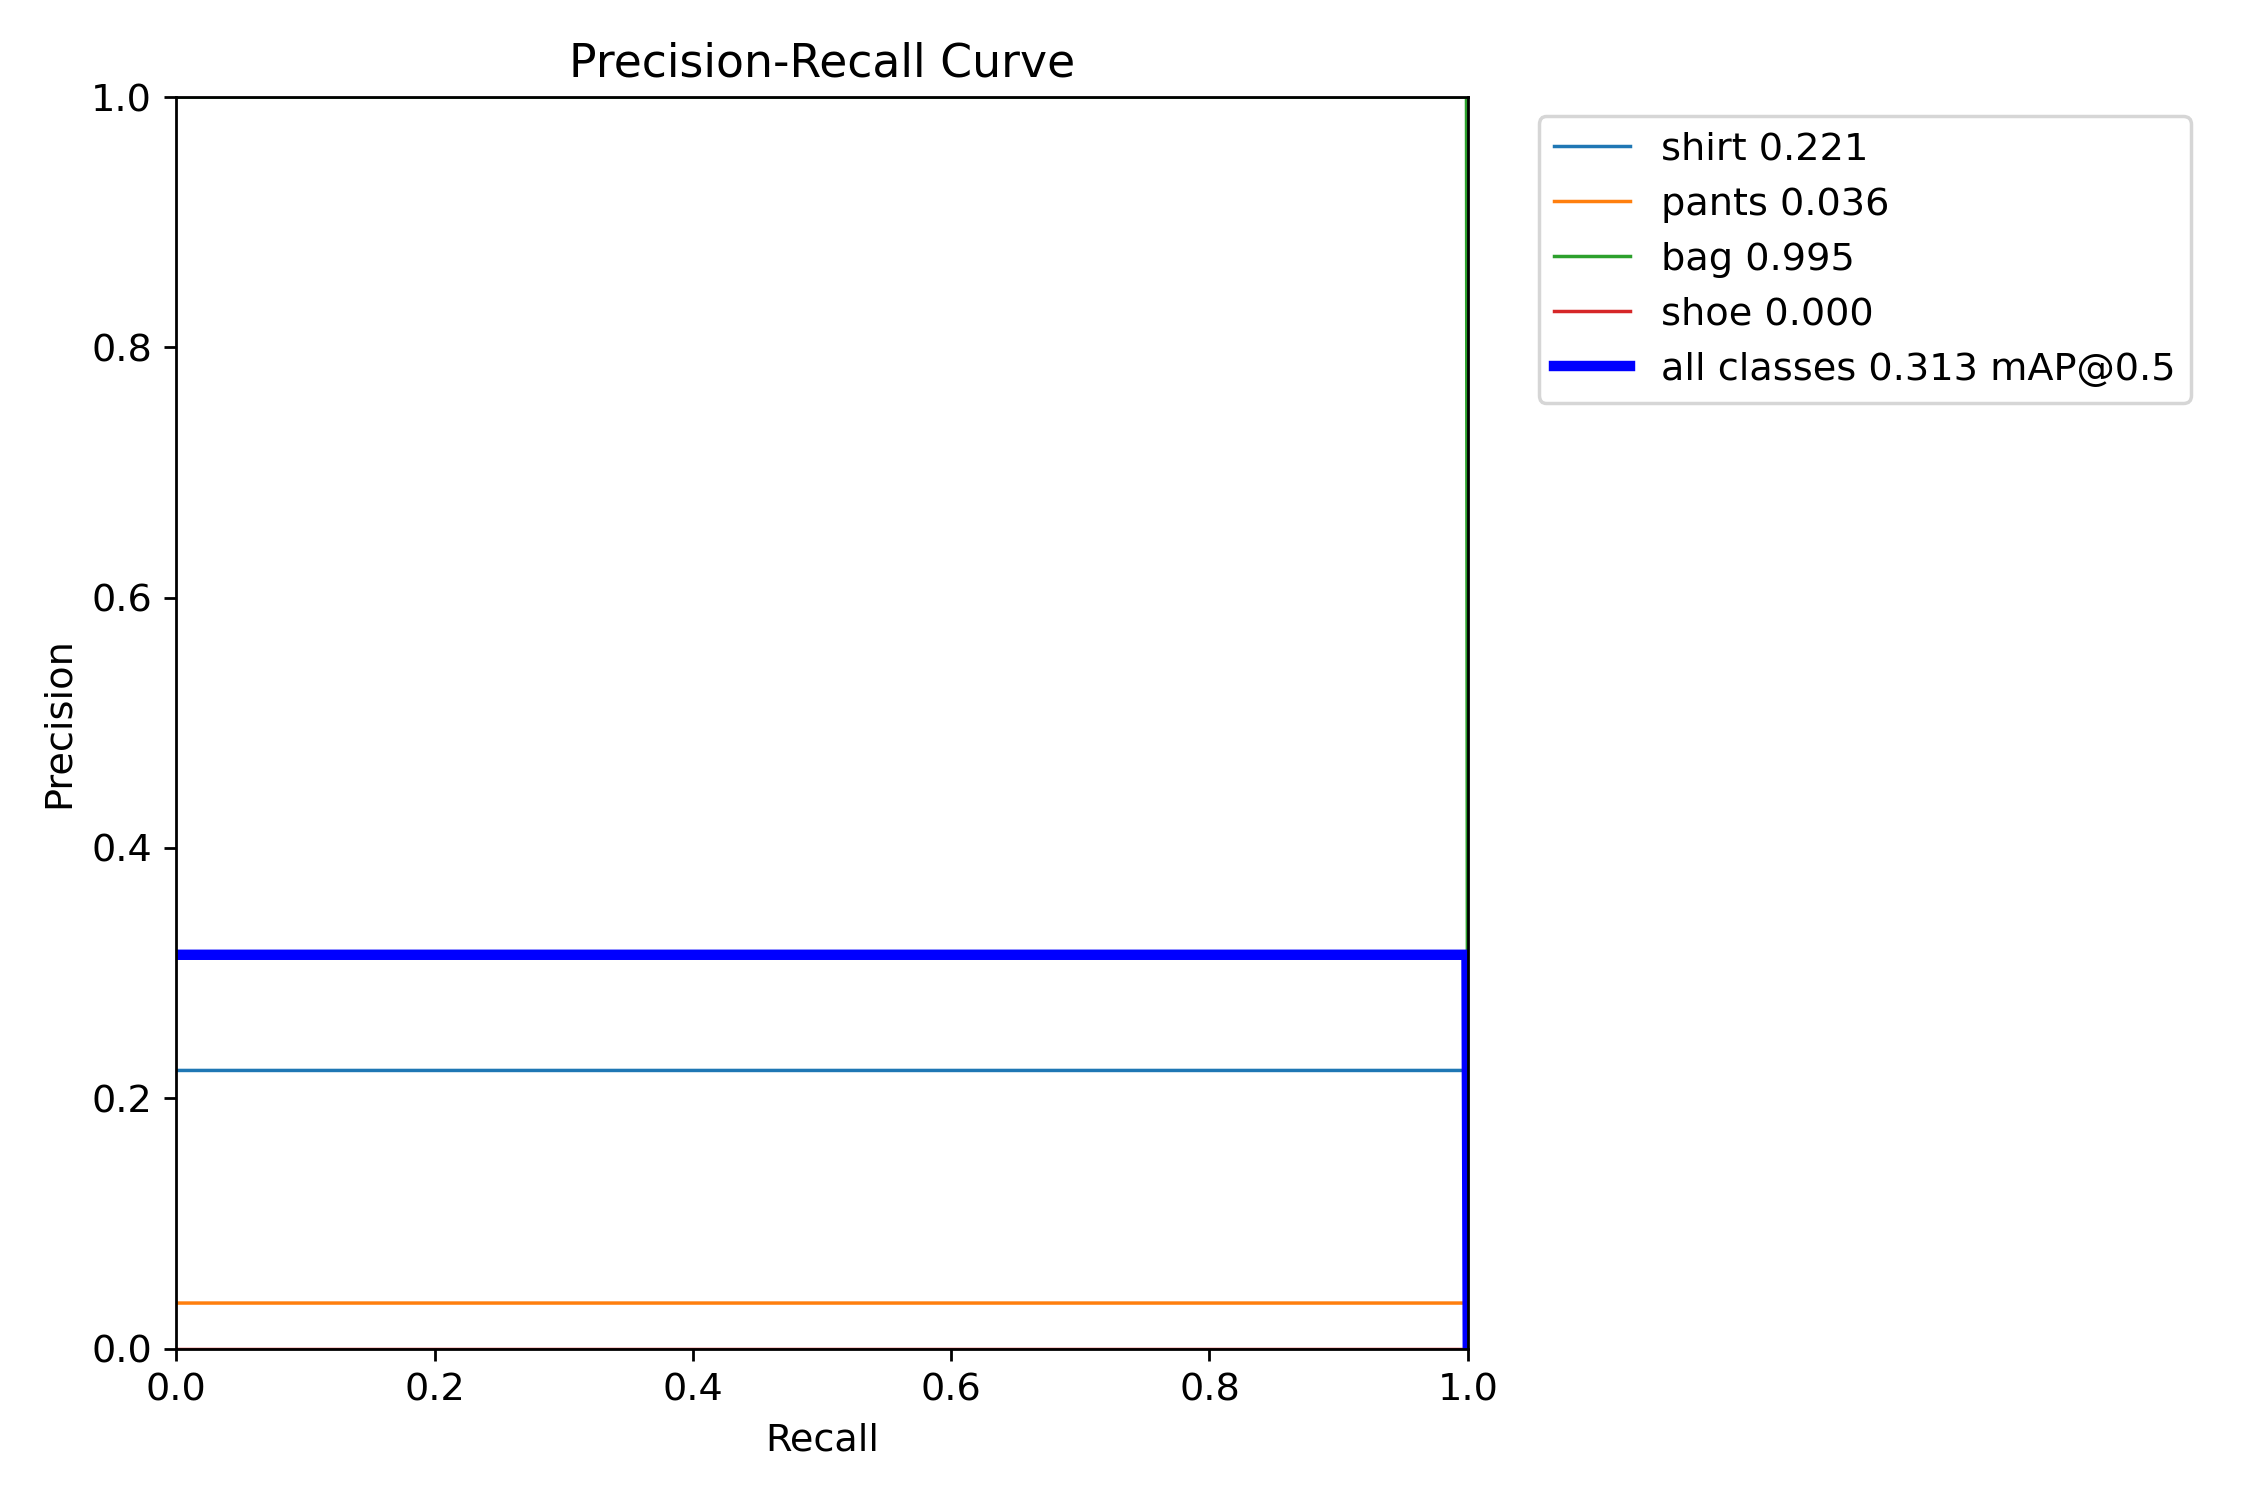 Precision-Recall Curve
1.0
0.8
0.6
0.4
0.2
0.0
Precision
0.0 0.2 0.4 0.6 0.8 1.0
Recall
shirt 0.221
pants 0.036
bag 0.995
shoe 0.000
all classes 0.313 mAP@0.5